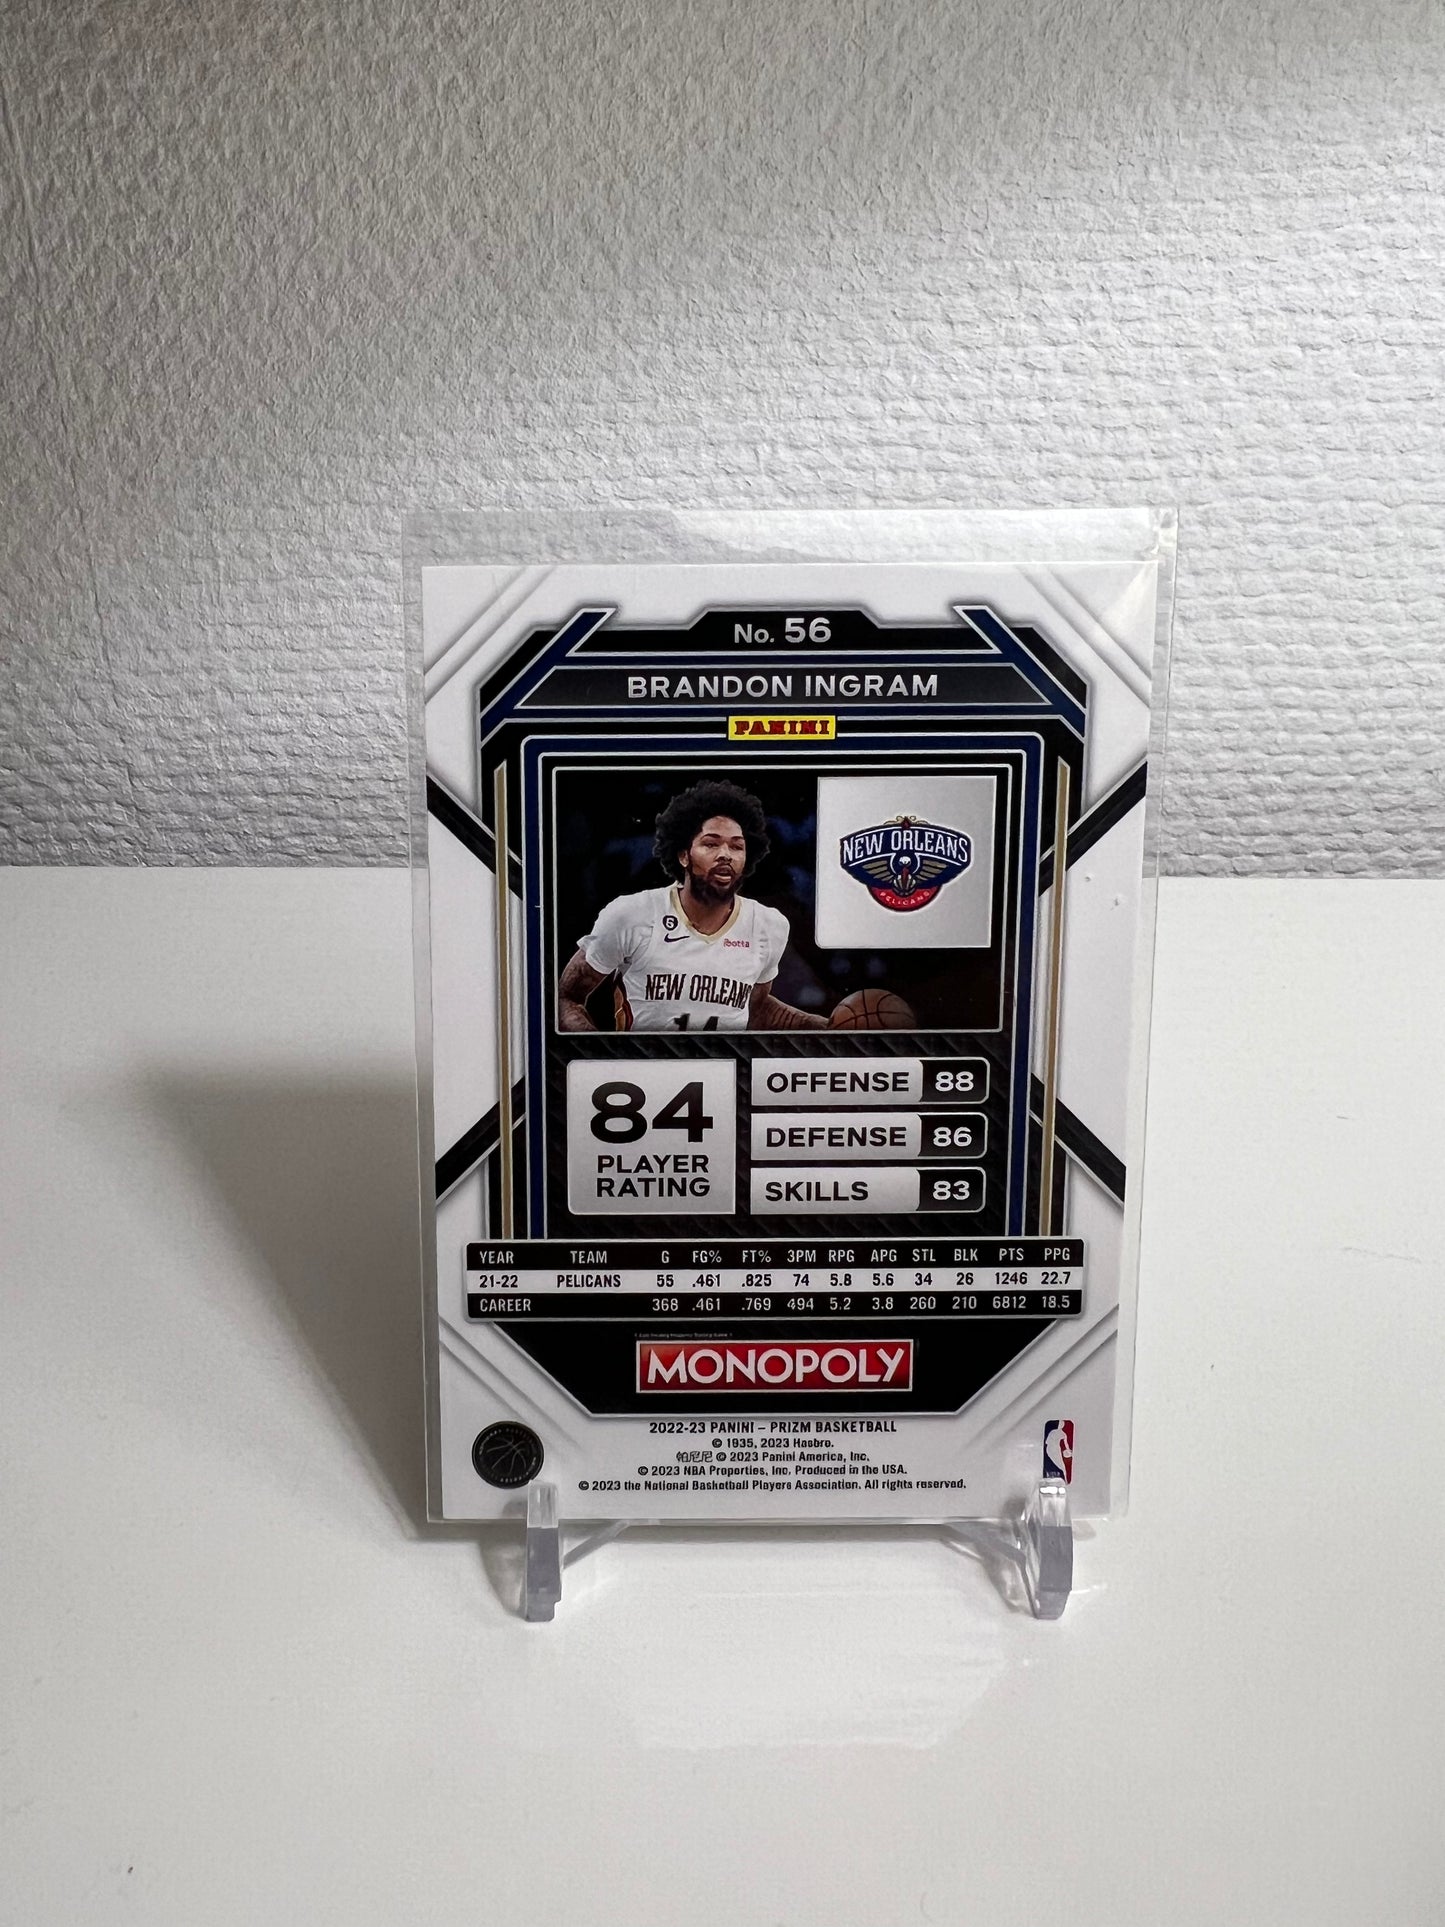 No. 56
BRANDON INGRAM
PANINI
NEW ORLEANS
PELICANS
6
ibotta
NEW ORLEANS
14
84
PLAYER
RATING
OFFENSE 88
DEFENSE 86
SKILLS 83
YEAR TEAM G FG% FT% 3PM RPG APG STL BLK PTS PPG
21-22 PELICANS 55 .461 .825 74 5.8 5.6 34 26 1246 22.7
CAREER 368 .461 .769 494 5.2 3.8 260 210 6812 18.5
MONOPOLY
2022-23 PANINI – PRIZM BASKETBALL
© 1935, 2023 Hasbro.
帕尼尼 © 2023 Panini America, Inc.
© 2023 NBA Properties, Inc. Produced in the USA.
© 2023 the National Basketball Players Association. All rights reserved.